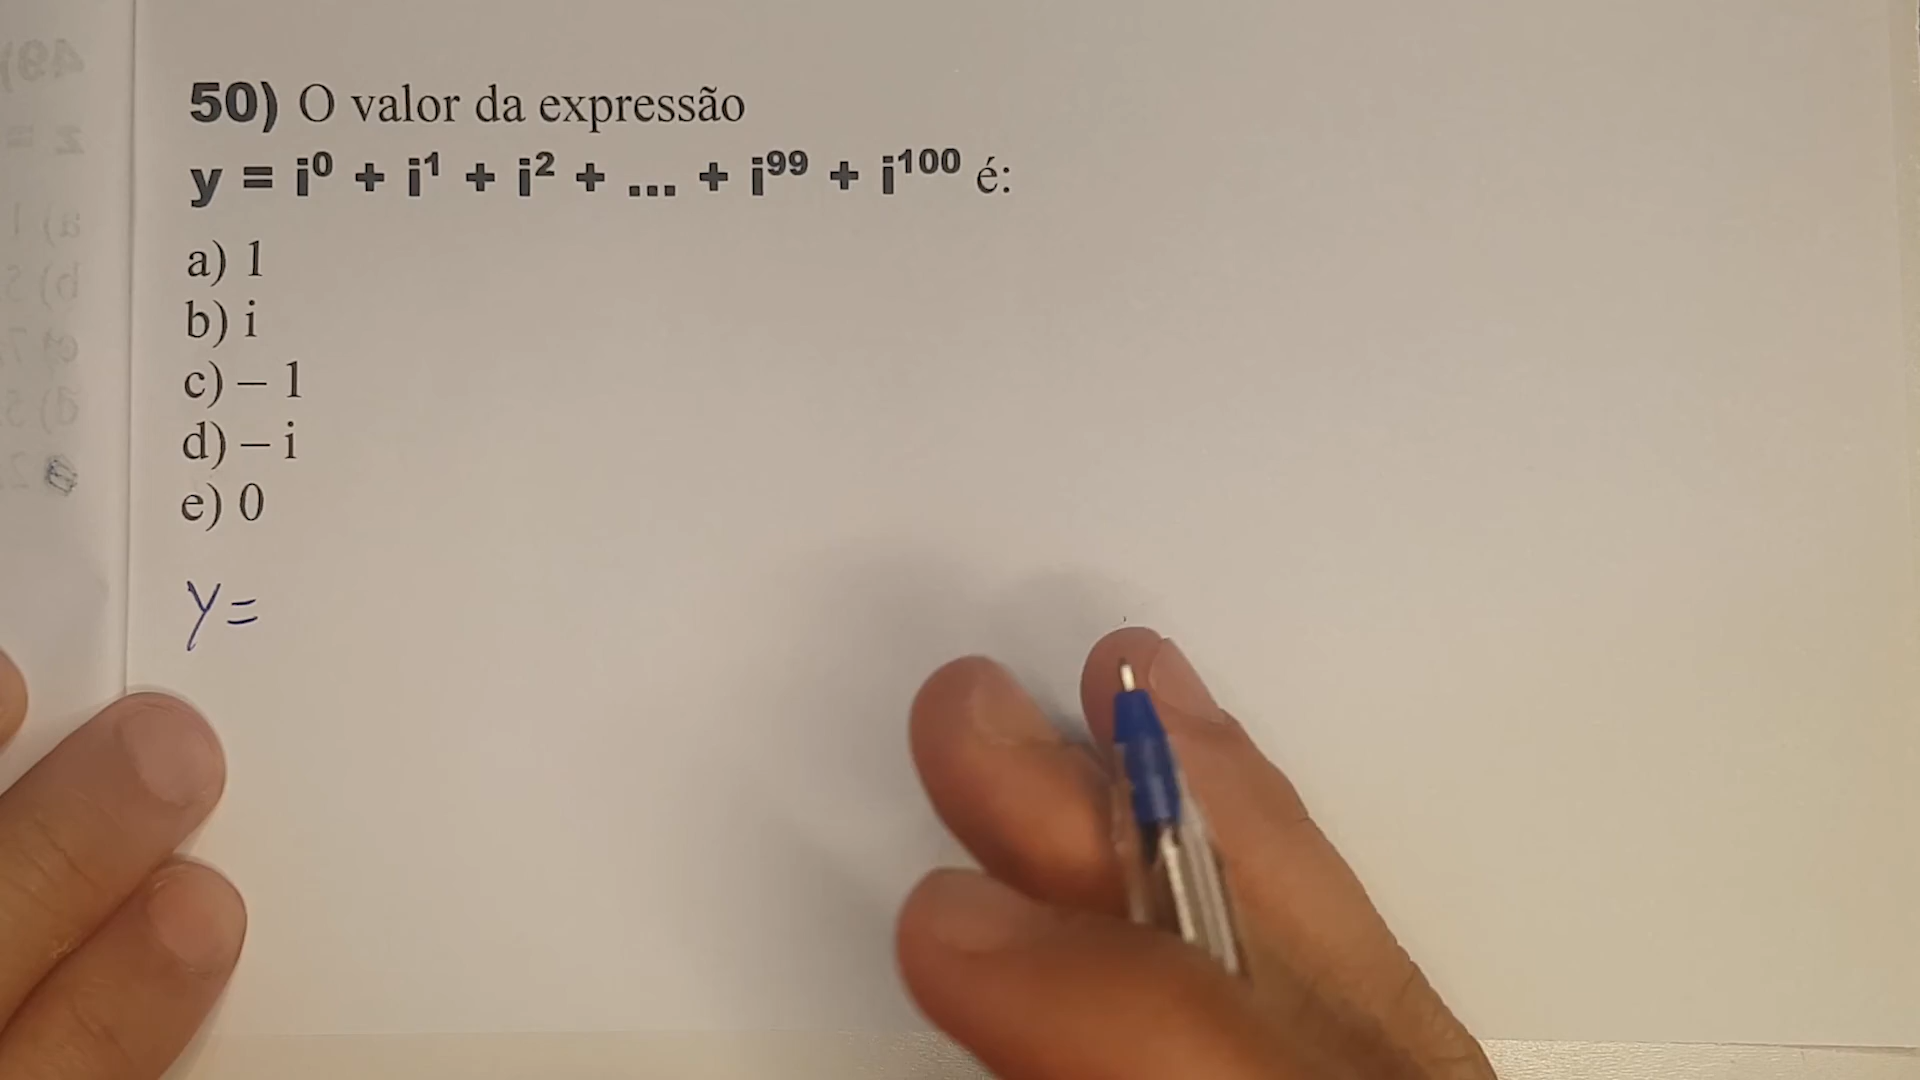 50) O valor da expressão
y = i⁰ + i¹ + i² + ... + i⁹⁹ + i¹⁰⁰ é:
a) 1
b) i
c) – 1
d) – i
e) 0
y=